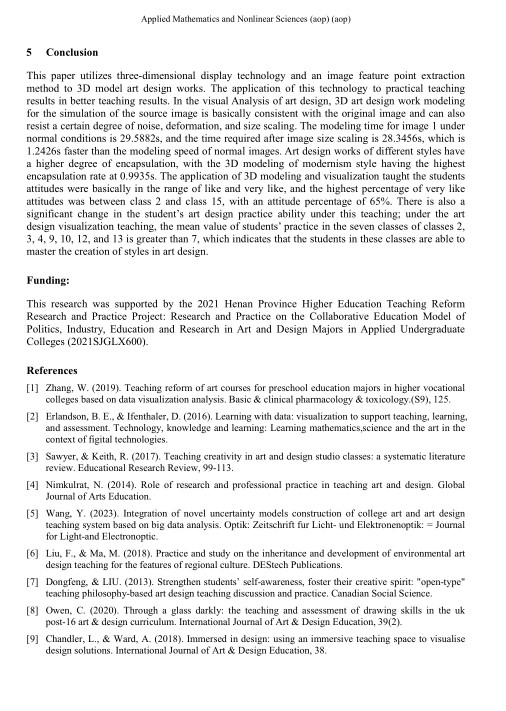 Applied Mathematics and Nonlinear Sciences (aop) (aop)
5 Conclusion
This paper utilizes three-dimensional display technology and an image feature point extraction
method to 3D model art design works. The application of this technology to practical teaching
results in better teaching results. In the visual Analysis of art design, 3D art design work modeling
for the simulation of the source image is basically consistent with the original image and can also
resist a certain degree of noise, deformation, and size scaling. The modeling time for image 1 under
normal conditions is 29.5882s, and the time required after image size scaling is 28.3456s, which is
1.2426s faster than the modeling speed of normal images. Art design works of different styles have
a higher degree of encapsulation, with the 3D modeling of modernism style having the highest
encapsulation rate at 0.9935s. The application of 3D modeling and visualization taught the students
attitudes were basically in the range of like and very like, and the highest percentage of very like
attitudes was between class 2 and class 15, with an attitude percentage of 65%. There is also a
significant change in the student's art design practice ability under this teaching; under the art
design visualization teaching, the mean value of students' practice in the seven classes of classes 2,
3, 4, 9, 10, 12, and 13 is greater than 7, which indicates that the students in these classes are able to
master the creation of styles in art design.
Funding:
This research was supported by the 2021 Henan Province Higher Education Teaching Reform
Research and Practice Project: Research and Practice on the Collaborative Education Model of
Politics, Industry, Education and Research in Art and Design Majors in Applied Undergraduate
Colleges (2021SJGLX600).
References
[1] Zhang, W. (2019). Teaching reform of art courses for preschool education majors in higher vocational
colleges based on data visualization analysis. Basic & clinical pharmacology & toxicology.(S9), 125.
[2] Erlandson, B. E., & Ifenthaler, D. (2016). Learning with data: visualization to support teaching, learning,
and assessment. Technology, knowledge and learning: Learning mathematics,science and the art in the
context of figital technologies.
[3] Sawyer, & Keith, R. (2017). Teaching creativity in art and design studio classes: a systematic literature
review. Educational Research Review, 99-113.
[4] Nimkulrat, N. (2014). Role of research and professional practice in teaching art and design. Global
Journal of Arts Education.
[5] Wang, Y. (2023). Integration of novel uncertainty models construction of college art and art design
teaching system based on big data analysis. Optik: Zeitschrift fur Licht- und Elektronenoptik: = Journal
for Light-and Electronoptic.
[6] Liu, F., & Ma, M. (2018). Practice and study on the inheritance and development of environmental art
design teaching for the features of regional culture. DEStech Publications.
[7] Dongfeng, & LIU. (2013). Strengthen students' self-awareness, foster their creative spirit: "open-type"
teaching philosophy-based art design teaching discussion and practice. Canadian Social Science.
[8] Owen, C. (2020). Through a glass darkly: the teaching and assessment of drawing skills in the uk
post-16 art & design curriculum. International Journal of Art & Design Education, 39(2).
[9] Chandler, L., & Ward, A. (2018). Immersed in design: using an immersive teaching space to visualise
design solutions. International Journal of Art & Design Education, 38.